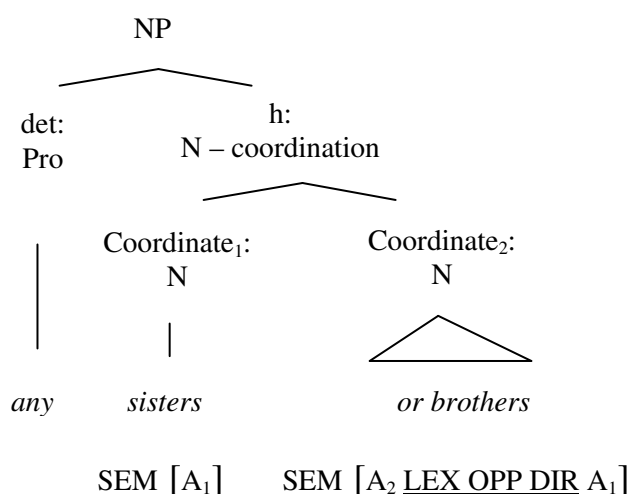 NP
det: h:
Pro N – coordination
Coordinate₁: Coordinate₂:
N N
any sisters or brothers
SEM [A₁] SEM [A₂ LEX OPP DIR A₁]